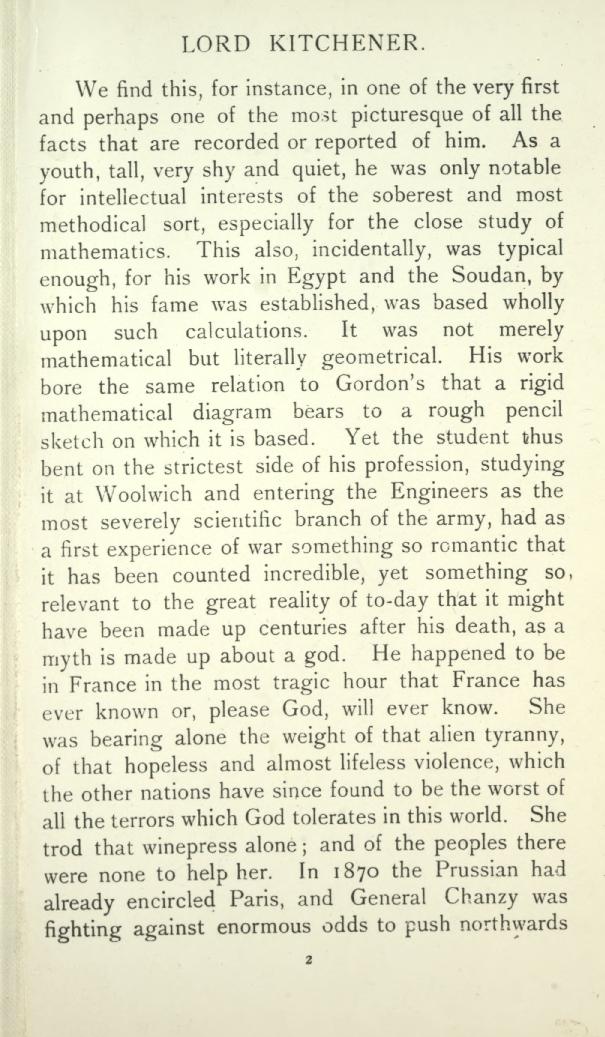 LORD KITCHENER.
We find this, for instance, in one of the very first
and perhaps one of the most picturesque of all the
facts that are recorded or reported of him. As a
youth, tall, very shy and quiet, he was only notable
for intellectual interests of the soberest and most
methodical sort, especially for the close study of
mathematics. This also, incidentally, was typical
enough, for his work in Egypt and the Soudan, by
which his fame was established, was based wholly
upon such calculations. It was not merely
mathematical but literally geometrical. His work
bore the same relation to Gordon's that a rigid
mathematical diagram bears to a rough pencil
sketch on which it is based. Yet the student thus
bent on the strictest side of his profession, studying
it at Woolwich and entering the Engineers as the
most severely scientific branch of the army, had as
a first experience of war something so romantic that
it has been counted incredible, yet something so,
relevant to the great reality of to-day that it might
have been made up centuries after his death, as a
myth is made up about a god. He happened to be
in France in the most tragic hour that France has
ever known or, please God, will ever know. She
was bearing alone the weight of that alien tyranny,
of that hopeless and almost lifeless violence, which
the other nations have since found to be the worst of
all the terrors which God tolerates in this world. She
trod that winepress alone; and of the peoples there
were none to help her. In 1870 the Prussian had
already encircled Paris, and General Chanzy was
fighting against enormous odds to push northwards
2